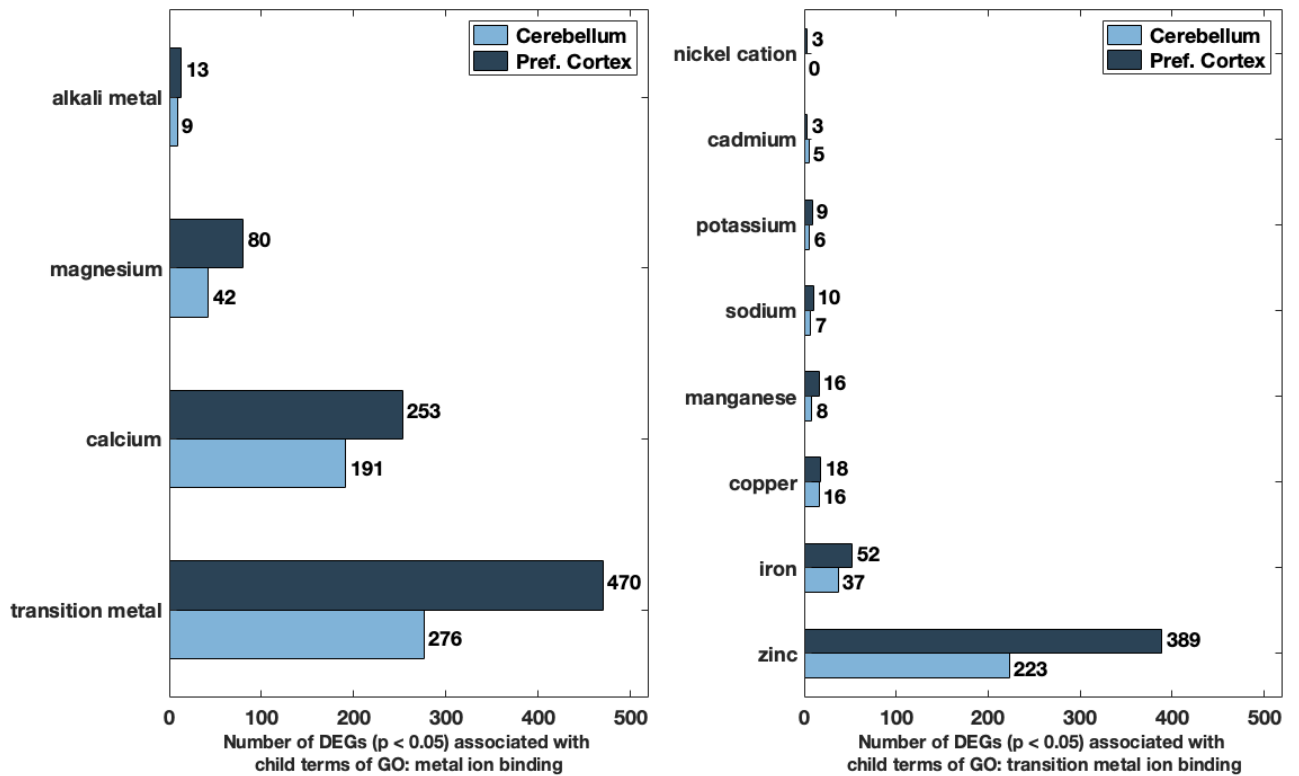 Cerebellum
Pref. Cortex
alkali metal
13
9
magnesium
80
42
calcium
253
191
transition metal
470
276
0 100 200 300 400 500
Number of DEGs (p < 0.05) associated with
child terms of GO: metal ion binding
Cerebellum
Pref. Cortex
nickel cation
3
0
cadmium
3
5
potassium
9
6
sodium
10
7
manganese
16
8
copper
18
16
iron
52
37
zinc
389
223
0 100 200 300 400 500
Number of DEGs (p < 0.05) associated with
child terms of GO: transition metal ion binding